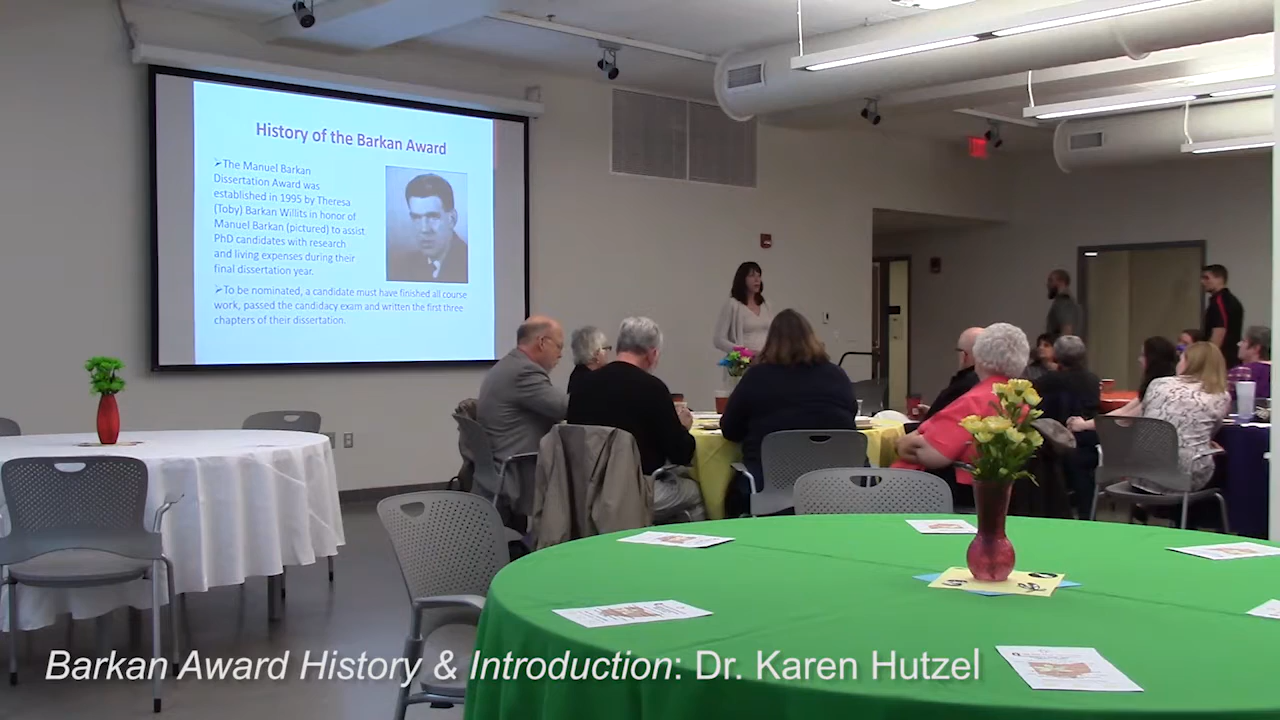 History of the Barkan Award
➢The Manuel Barkan
Dissertation Award was
established in 1995 by Theresa
(Toby) Barkan Willits in honor of
Manuel Barkan (pictured) to assist
PhD candidates with research
and living expenses during their
final dissertation year.
➢To be nominated, a candidate must have finished all course
work, passed the candidacy exam and written the first three
chapters of their dissertation.
Barkan Award History & Introduction: Dr. Karen Hutzel